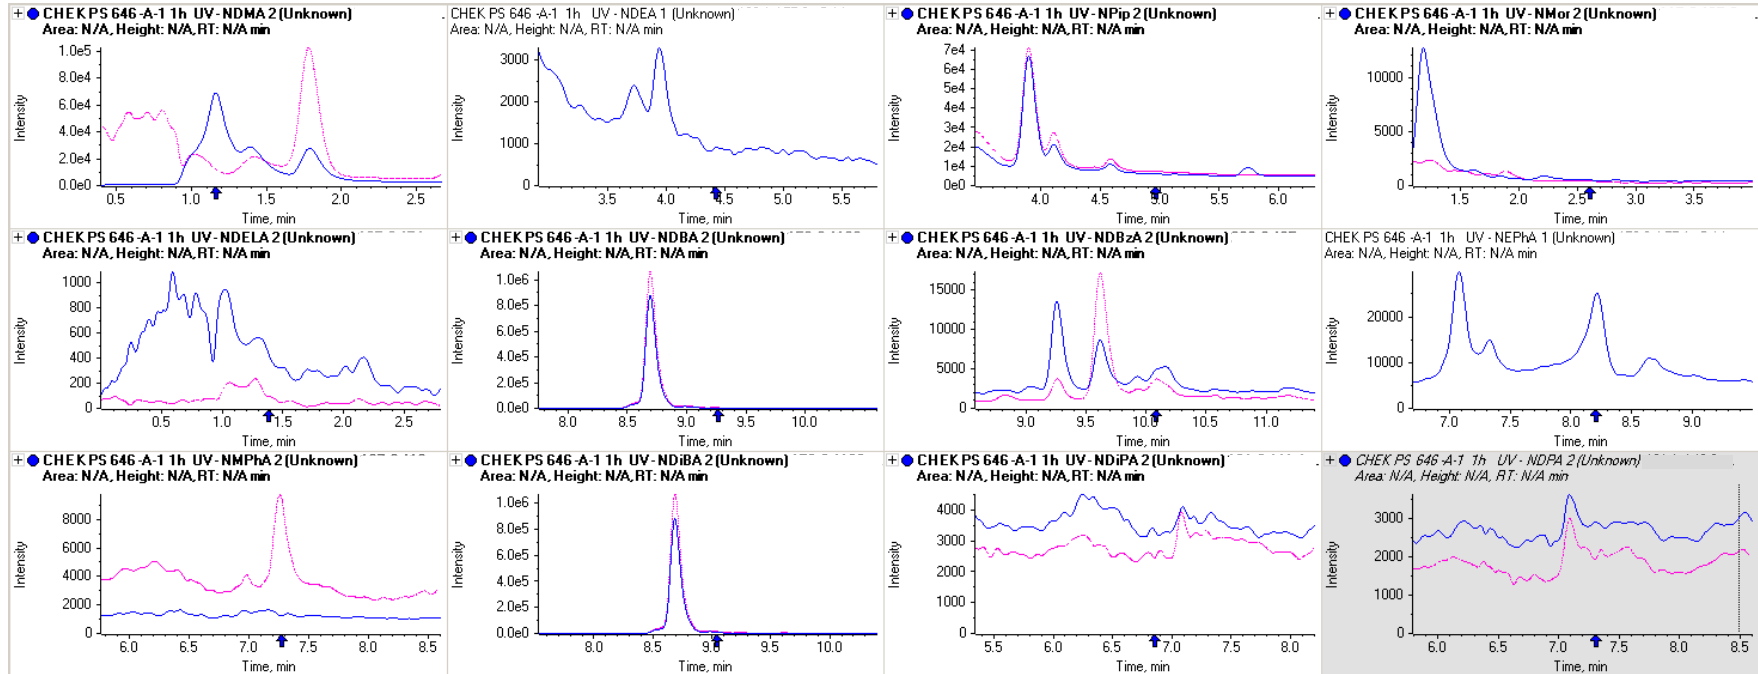 CHEK PS 646 -A-1 1h UV - NDMA 2 (Unknown)
Area: N/A, Height: N/A, RT: N/A min
1.0e5
8.0e4
6.0e4
4.0e4
2.0e4
0.0e0
Intensity
0.5 1.0 1.5 2.0 2.5
Time, min
CHEK PS 646 -A-1 1h UV - NDEA 1 (Unknown)
Area: N/A, Height: N/A, RT: N/A min
3000
2000
1000
0
Intensity
3.5 4.0 4.5 5.0 5.5
Time, min
CHEK PS 646 -A-1 1h UV - NPip 2 (Unknown)
Area: N/A, Height: N/A, RT: N/A min
7e4
6e4
5e4
4e4
3e4
2e4
1e4
0e0
Intensity
4.0 4.5 5.0 5.5 6.0
Time, min
CHEK PS 646 -A-1 1h UV - NMor 2 (Unknown)
Area: N/A, Height: N/A, RT: N/A min
10000
5000
0
Intensity
1.5 2.0 2.5 3.0 3.5
Time, min
CHEK PS 646 -A-1 1h UV - NDELA 2 (Unknown)
Area: N/A, Height: N/A, RT: N/A min
1000
800
600
400
200
0
Intensity
0.5 1.0 1.5 2.0 2.5
Time, min
CHEK PS 646 -A-1 1h UV - NDBA 2 (Unknown)
Area: N/A, Height: N/A, RT: N/A min
1.0e6
8.0e5
6.0e5
4.0e5
2.0e5
0.0e0
Intensity
8.0 8.5 9.0 9.5 10.0
Time, min
CHEK PS 646 -A-1 1h UV - NDBzA 2 (Unknown)
Area: N/A, Height: N/A, RT: N/A min
15000
10000
5000
0
Intensity
9.0 9.5 10.0 10.5 11.0
Time, min
CHEK PS 646 -A-1 1h UV - NEPhA 1 (Unknown)
Area: N/A, Height: N/A, RT: N/A min
20000
10000
0
Intensity
7.0 7.5 8.0 8.5 9.0
Time, min
CHEK PS 646 -A-1 1h UV - NMPhA 2 (Unknown)
Area: N/A, Height: N/A, RT: N/A min
8000
6000
4000
2000
0
Intensity
6.0 6.5 7.0 7.5 8.0 8.5
Time, min
CHEK PS 646 -A-1 1h UV - NDiBA 2 (Unknown)
Area: N/A, Height: N/A, RT: N/A min
1.0e6
8.0e5
6.0e5
4.0e5
2.0e5
0.0e0
Intensity
8.0 8.5 9.0 9.5 10.0
Time, min
CHEK PS 646 -A-1 1h UV - NDiPA 2 (Unknown)
Area: N/A, Height: N/A, RT: N/A min
4000
3000
2000
1000
0
Intensity
5.5 6.0 6.5 7.0 7.5 8.0
Time, min
CHEK PS 646 -A-1 1h UV - NDPA 2 (Unknown)
Area: N/A, Height: N/A, RT: N/A min
3000
2000
1000
0
Intensity
6.0 6.5 7.0 7.5 8.0 8.5
Time, min